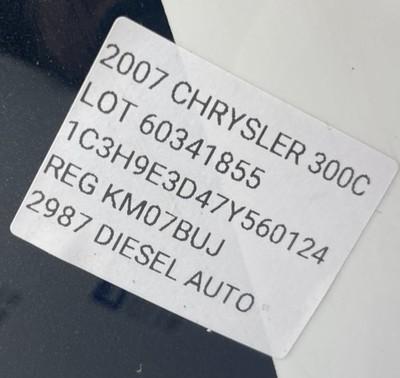 2007 CHRYSLER 300C
LOT 60341855
1C3H9E3D47Y560124
REG KM07BUJ
2987 DIESEL AUTO